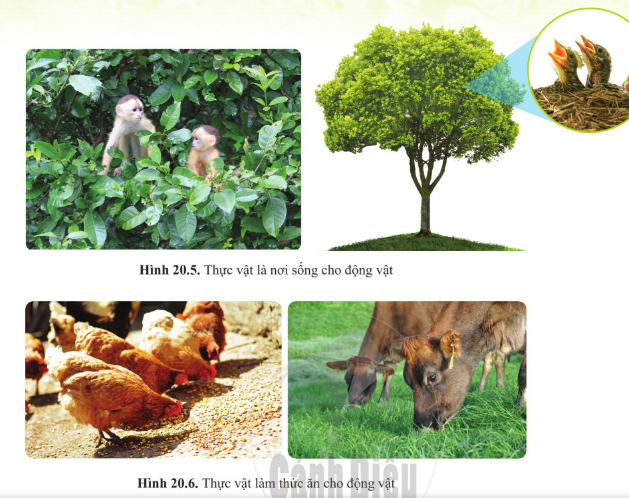 Hình 20.5. Thực vật là nơi sống cho động vật
Hình 20.6. Thực vật làm thức ăn cho động vật
Cánh Diều